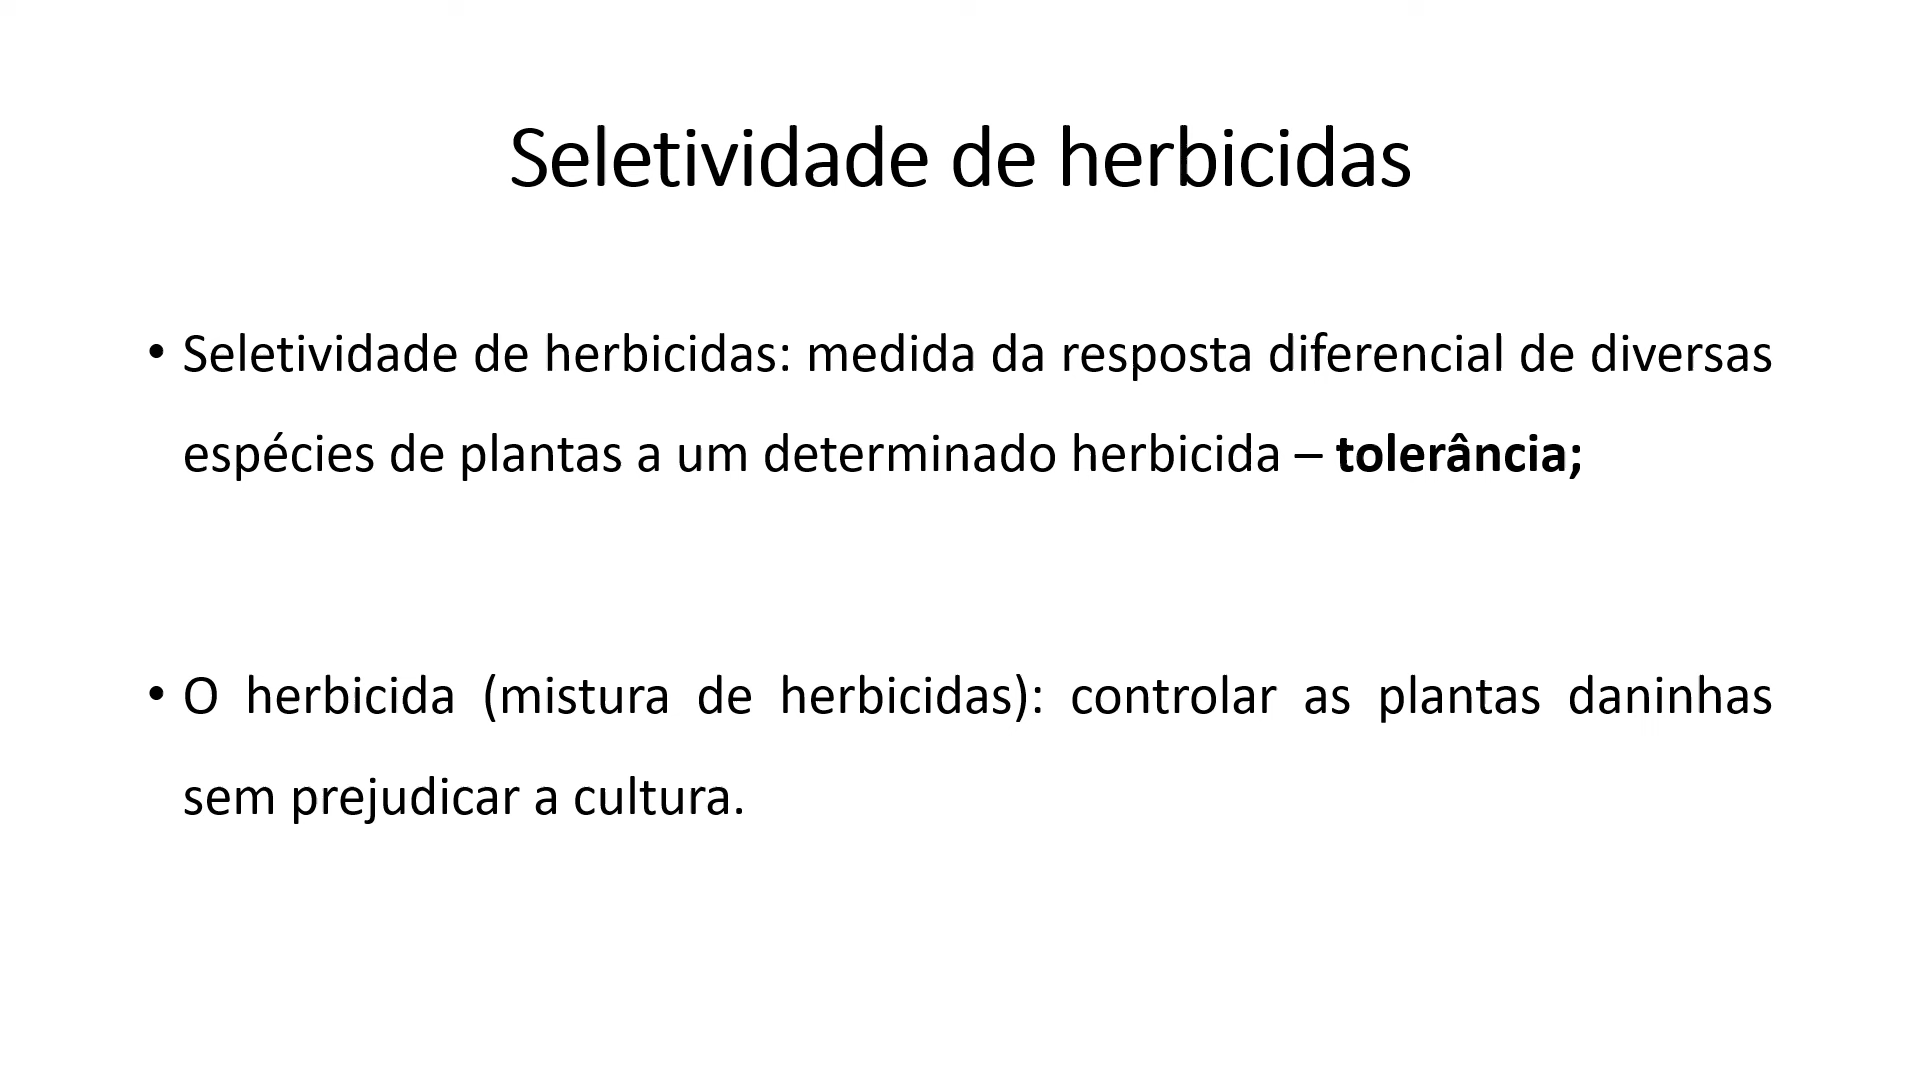 Seletividade de herbicidas
• Seletividade de herbicidas: medida da resposta diferencial de diversas
espécies de plantas a um determinado herbicida – tolerância;
• O herbicida (mistura de herbicidas): controlar as plantas daninhas
sem prejudicar a cultura.